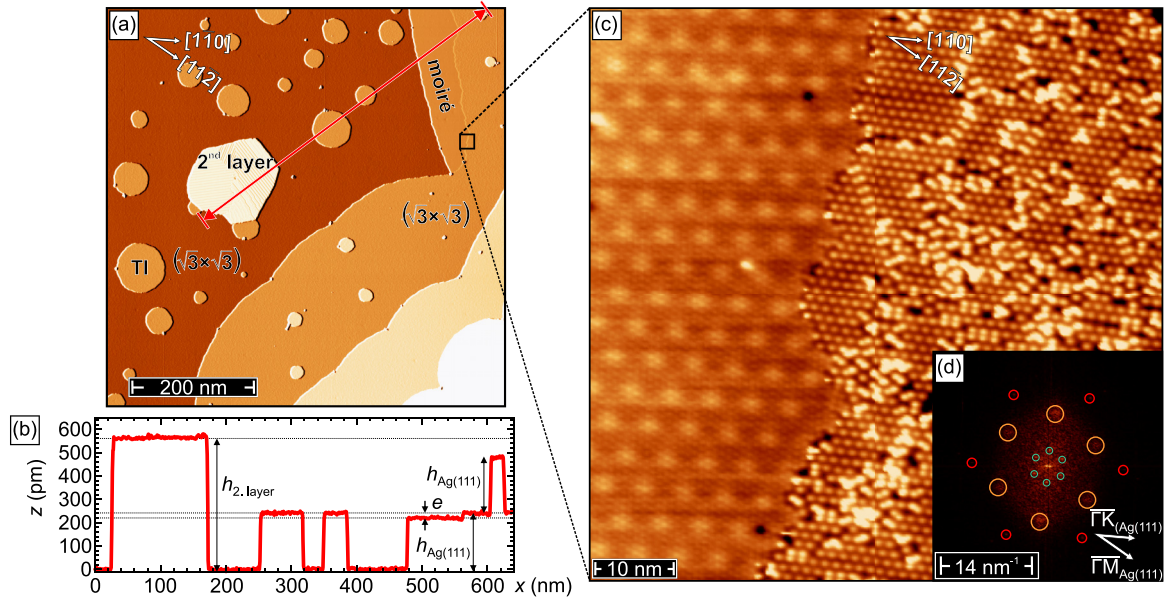 (a)
[110]
[112]
moiré
2nd layer
(√3×√3)
TI
(√3×√3)
200 nm
(b)
600
500
400
300
200
100
0
z (pm)
h2. layer
e
hAg(111)
hAg(111)
0
100
200
300
400
500
600
x (nm)
(c)
[110]
[112]
10 nm
(d)
ΓK(Ag(111)
ΓMAg(111)
14 nm-1